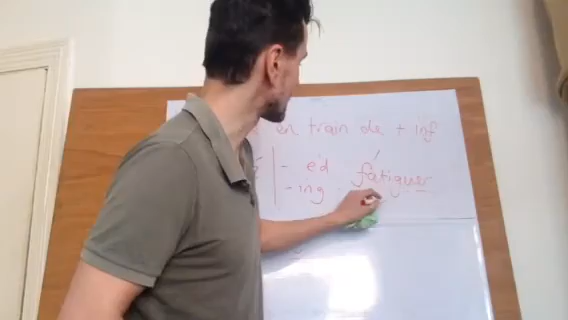 en train de + inf
- ed fatiguer
- ing